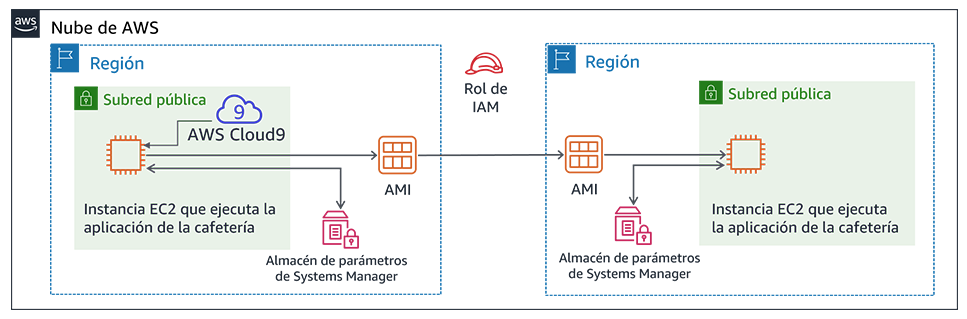 aws
Nube de AWS
Región
Subred pública
9
AWS Cloud9
Instancia EC2 que ejecuta la
aplicación de la cafetería
AMI
Almacén de parámetros
de Systems Manager
Rol de
IAM
Región
Subred pública
AMI
Instancia EC2 que ejecuta
la aplicación de la cafetería
Almacén de parámetros
de Systems Manager